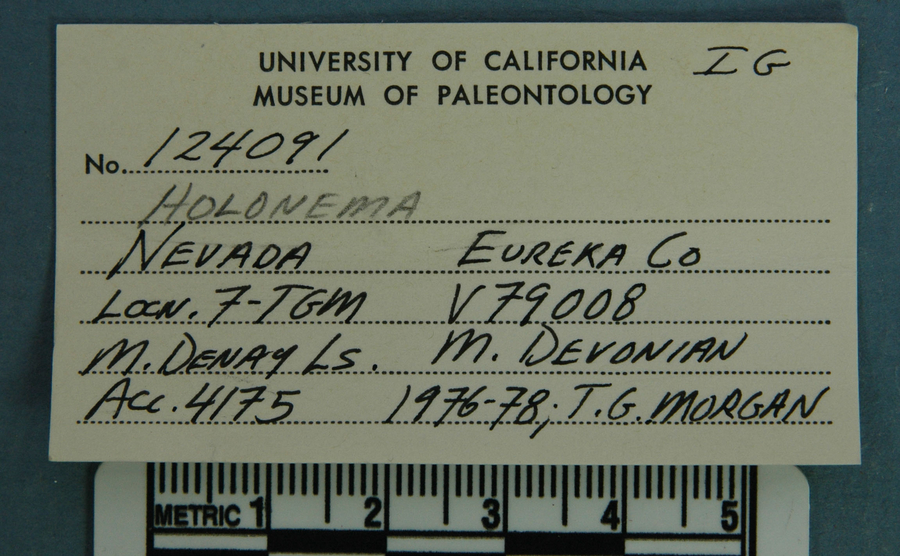 UNIVERSITY OF CALIFORNIA IG
MUSEUM OF PALEONTOLOGY
No. 124091
HOLONEMA
NEVADA EUREKA CO
LOCN. 7-TGM V79008
M. DENAY LS. M. DEVONIAN
ACC. 4175 1976-78; T.G. MORGAN
METRIC 1 2 3 4 5